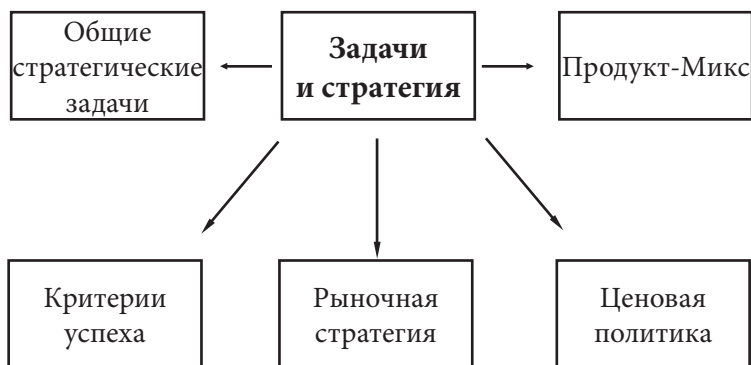 Общие
стратегические
задачи
Задачи
и стратегия
Продукт-Микс
Критерии
успеха
Рыночная
стратегия
Ценовая
политика